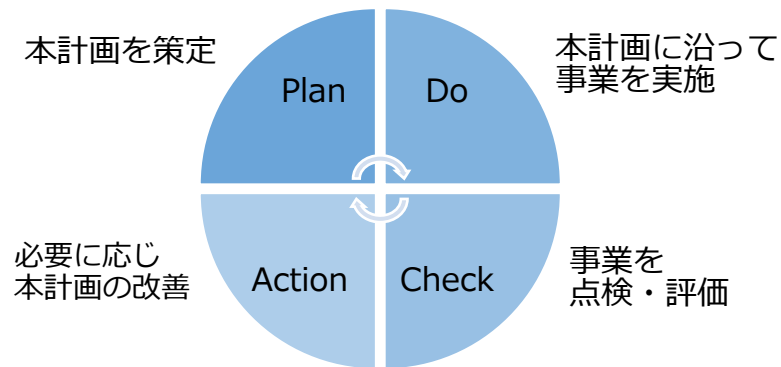 本計画を策定
Plan
Do
本計画に沿って
事業を実施
必要に応じ
本計画の改善
Action
Check
事業を
点検・評価